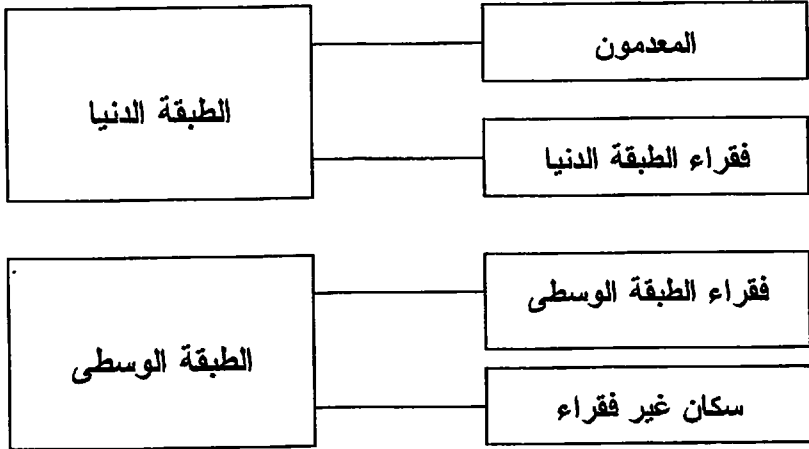 المعدمون
الطبقة الدنيا
فقراء الطبقة الدنيا
فقراء الطبقة الوسطى
الطبقة الوسطى
سكان غير فقراء